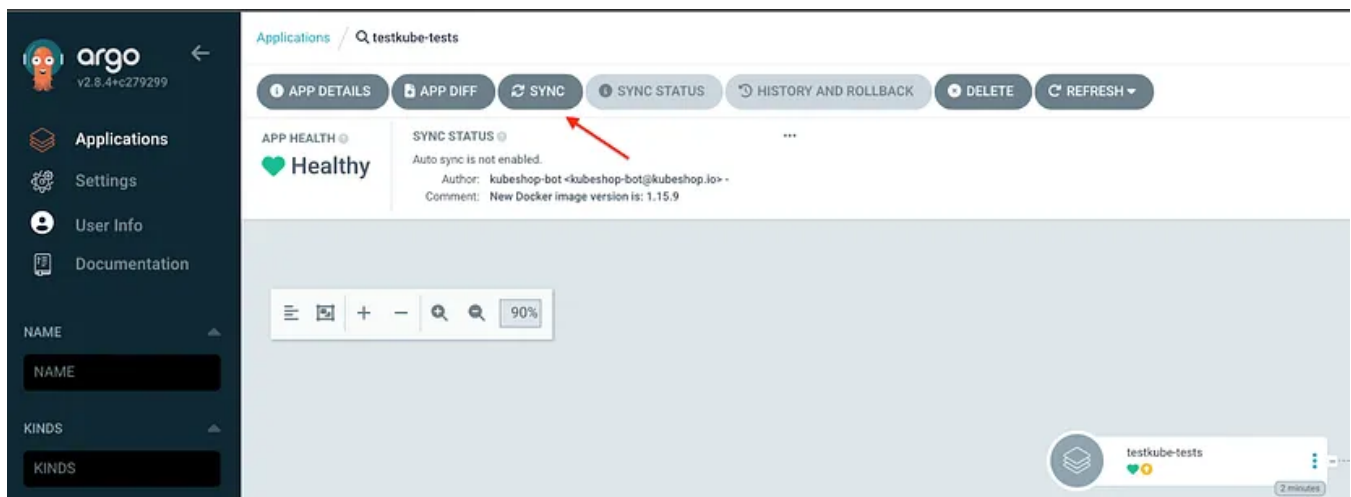 argo
v2.8.4+c279299
Applications
Settings
User Info
Documentation
NAME
NAME
KINDS
KINDS
Applications / testkube-tests
APP DETAILS APP DIFF SYNC SYNC STATUS HISTORY AND ROLLBACK DELETE REFRESH
APP HEALTH
Healthy
SYNC STATUS
Auto sync is not enabled.
Author: kubeshop-bot <kubeshop-bot@kubeshop.io> -
Comment: New Docker image version is: 1.15.9
90%
testkube-tests
2 minutes